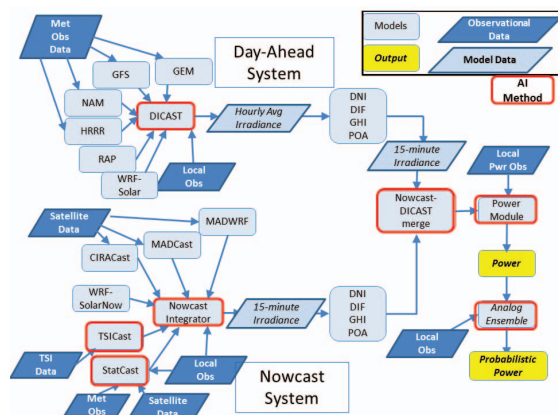 Met
Obs
Data
GFS
GEM
NAM
HRRR
RAP
WRF-
Solar
DICAST
Day-Ahead
System
Hourly Avg
Irradiance
Local
Obs
DNI
DIF
GHI
POA
15-minute
Irradiance
Models
Output
Observational
Data
Model Data
AI
Method
Local
Pwr Obs
Nowcast-
DICAST
merge
Power
Module
Power
Analog
Ensemble
Local
Obs
Probabilistic
Power
Satellite
Data
MADWRF
MADCast
CIRACast
WRF-
SolarNow
Nowcast
Integrator
15-minute
Irradiance
DNI
DIF
GHI
POA
TSICast
StatCast
TSI
Data
Met
Obs
Satellite
Data
Local
Obs
Nowcast
System